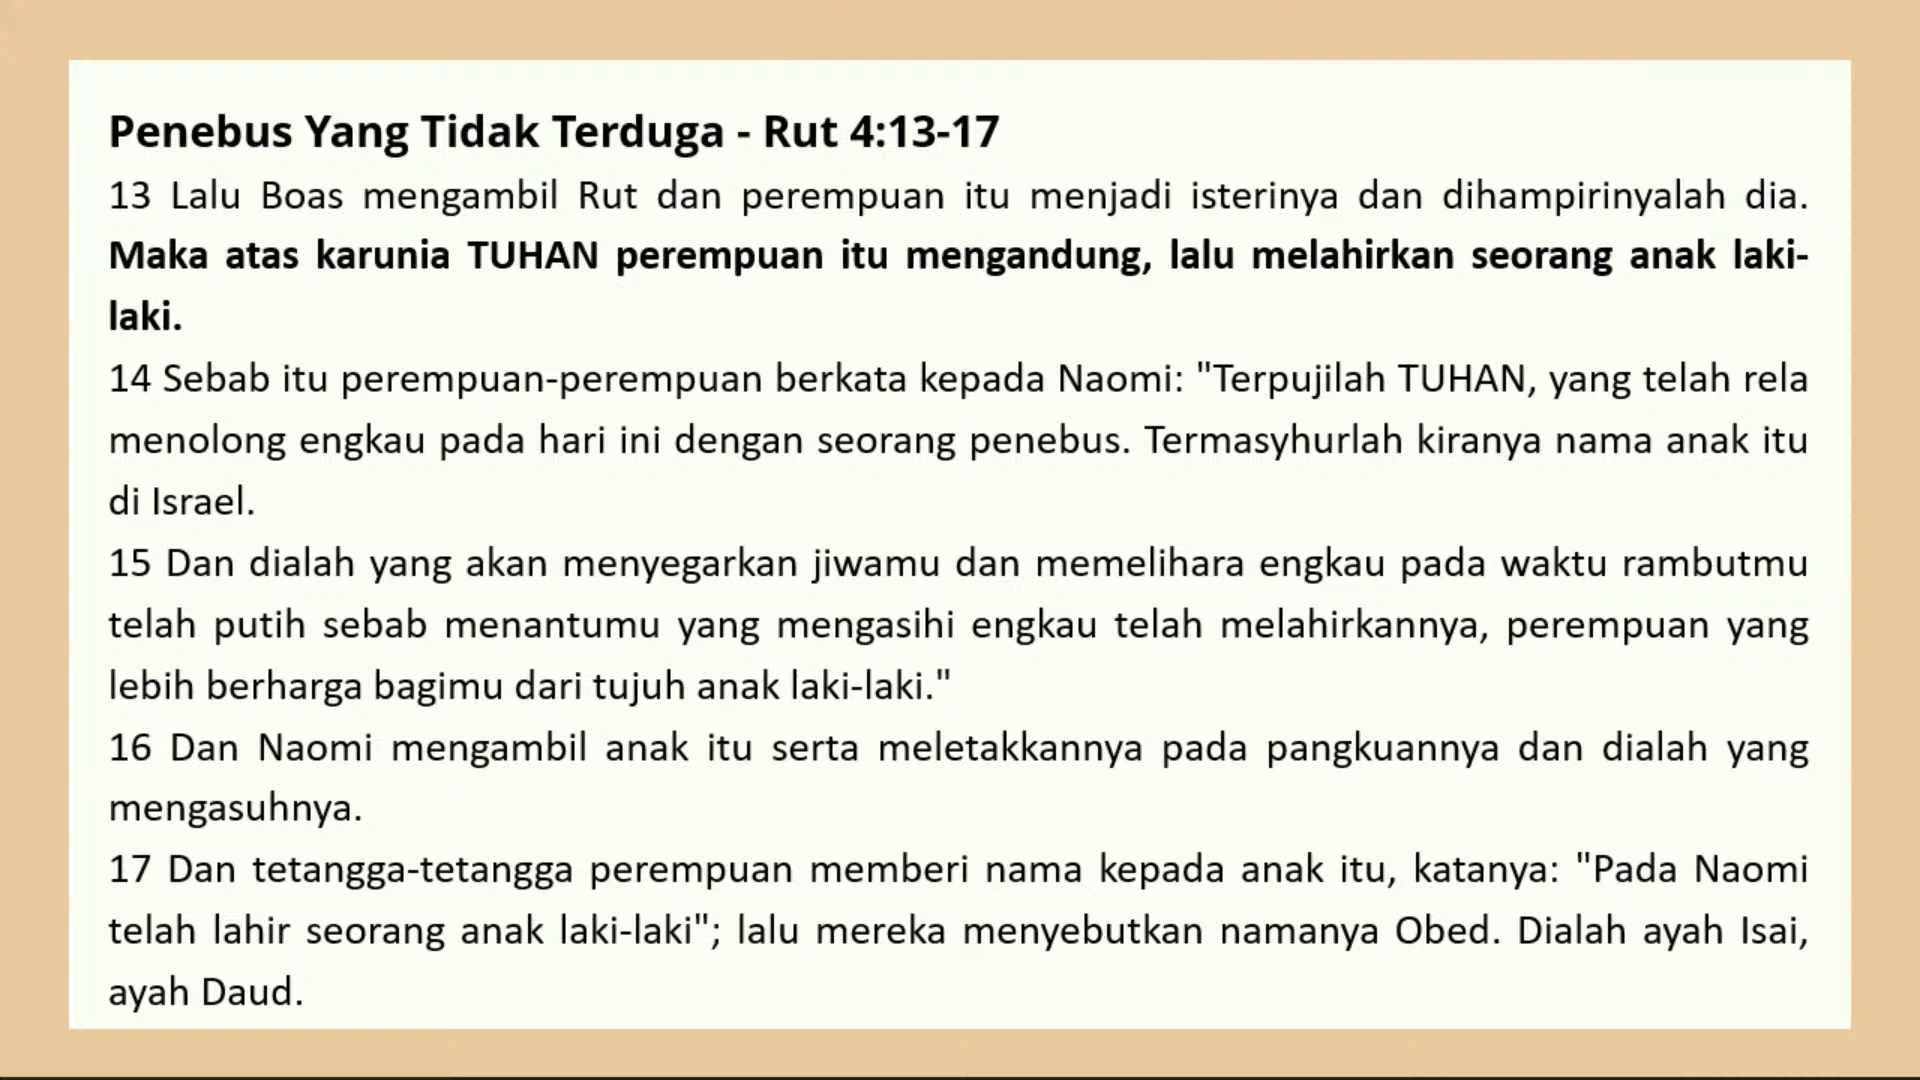 Penebus Yang Tidak Terduga - Rut 4:13-17
13 Lalu Boas mengambil Rut dan perempuan itu menjadi isterinya dan dihampirinyalah dia.
Maka atas karunia TUHAN perempuan itu mengandung, lalu melahirkan seorang anak laki-
laki.
14 Sebab itu perempuan-perempuan berkata kepada Naomi: "Terpujilah TUHAN, yang telah rela
menolong engkau pada hari ini dengan seorang penebus. Termasyhurlah kiranya nama anak itu
di Israel.
15 Dan dialah yang akan menyegarkan jiwamu dan memelihara engkau pada waktu rambutmu
telah putih sebab menantumu yang mengasihi engkau telah melahirkannya, perempuan yang
lebih berharga bagimu dari tujuh anak laki-laki."
16 Dan Naomi mengambil anak itu serta meletakkannya pada pangkuannya dan dialah yang
mengasuhnya.
17 Dan tetangga-tetangga perempuan memberi nama kepada anak itu, katanya: "Pada Naomi
telah lahir seorang anak laki-laki"; lalu mereka menyebutkan namanya Obed. Dialah ayah Isai,
ayah Daud.